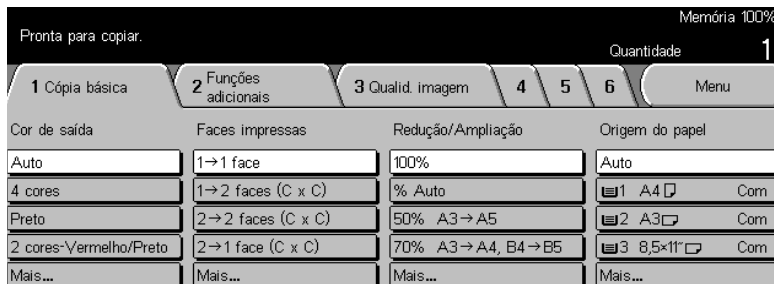 Memória 100%
Pronta para copiar.
Quantidade 1
1 Cópia básica
2 Funções adicionais
3 Qualid. imagem
4
5
6
Menu
Cor de saída
Auto
4 cores
Preto
2 cores-Vermelho/Preto
Mais...
Faces impressas
1→1 face
1→2 faces (C x C)
2→2 faces (C x C)
2→1 face (C x C)
Mais...
Redução/Ampliação
100%
% Auto
50% A3→A5
70% A3→A4, B4→B5
Mais...
Origem do papel
Auto
1 A4 Com
2 A3 Com
3 8,5×11" Com
Mais...